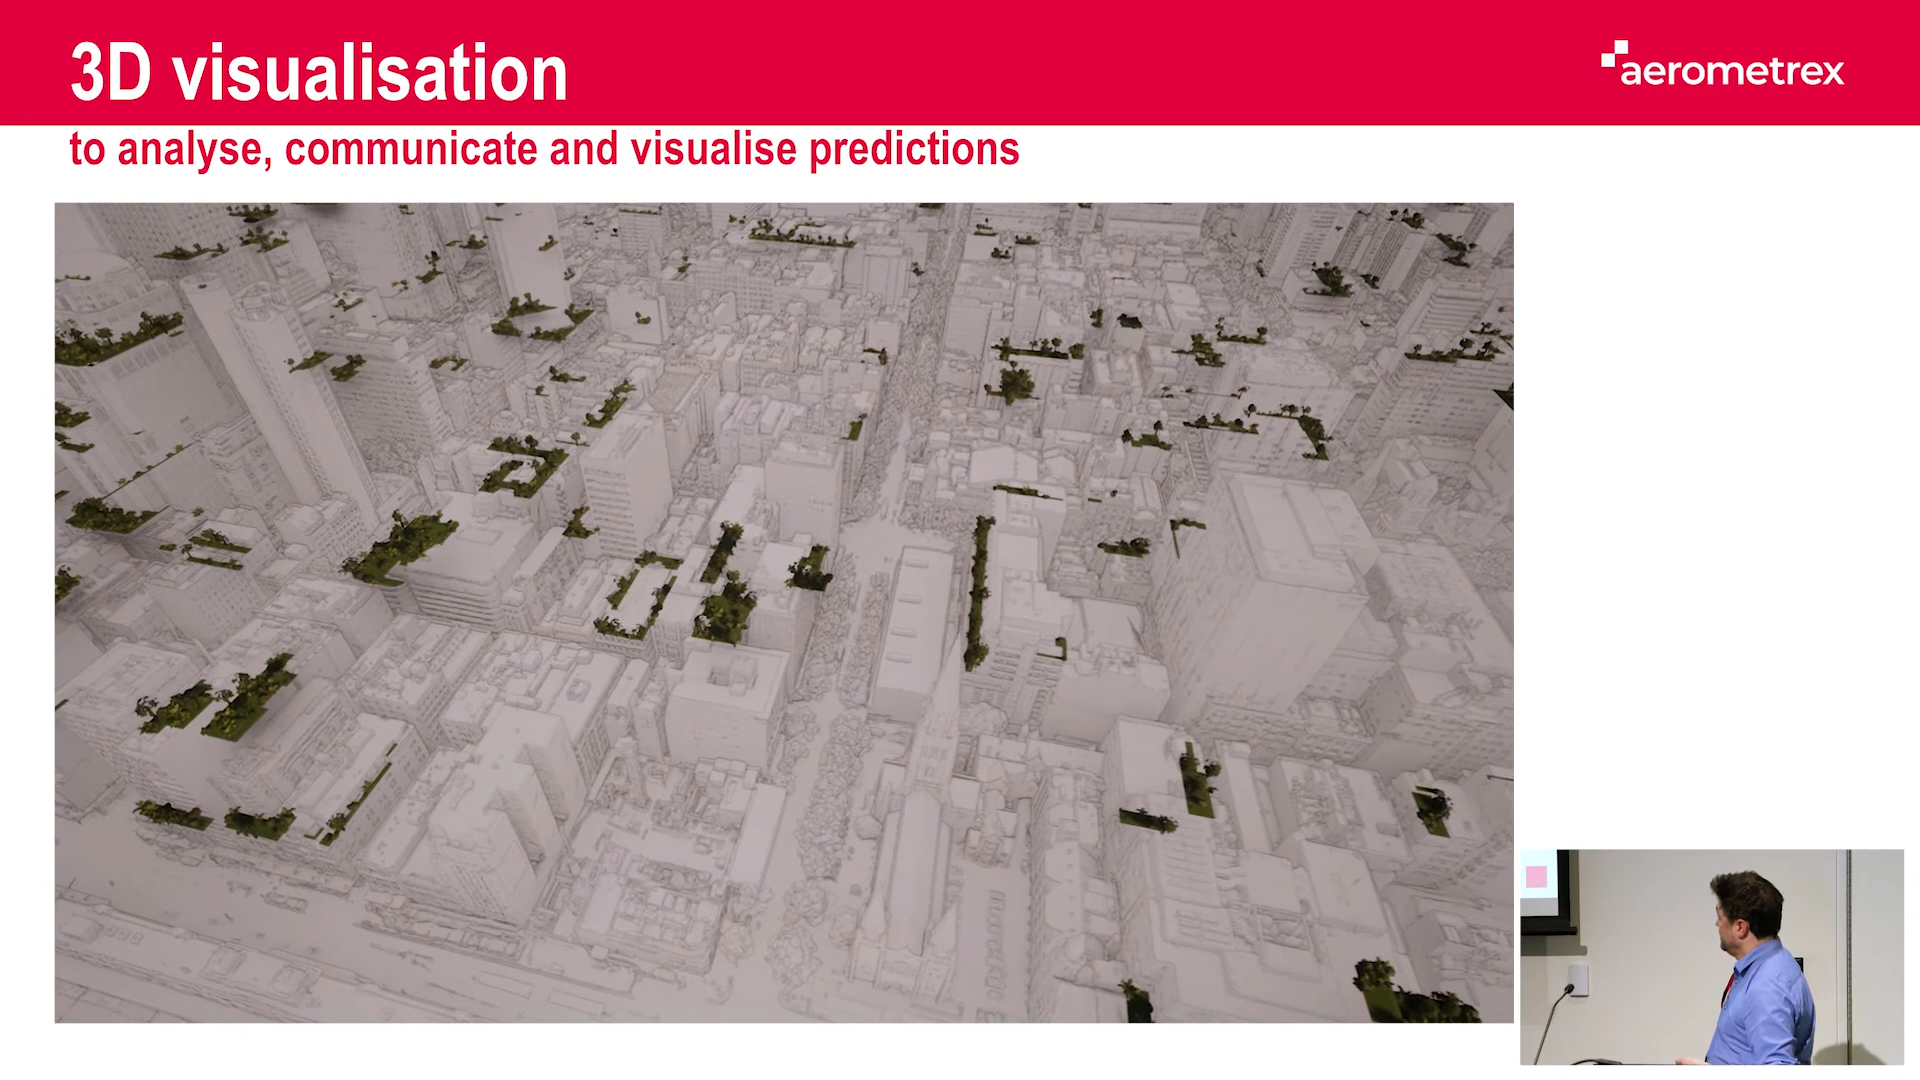 3D visualisation
aerometrex
to analyse, communicate and visualise predictions